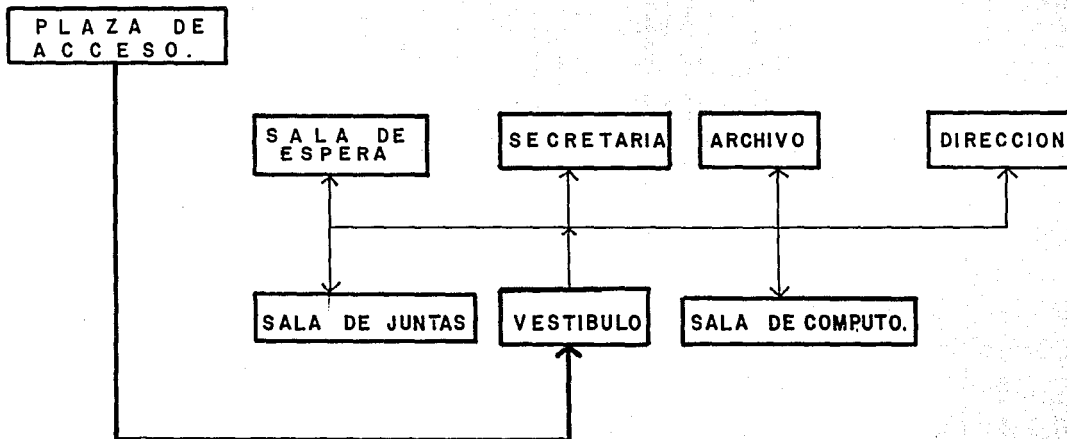 PLAZA DE
ACCESO.
SALA DE
ESPERA
SECRETARIA
ARCHIVO
DIRECCION
SALA DE JUNTAS
VESTIBULO
SALA DE COMPUTO.